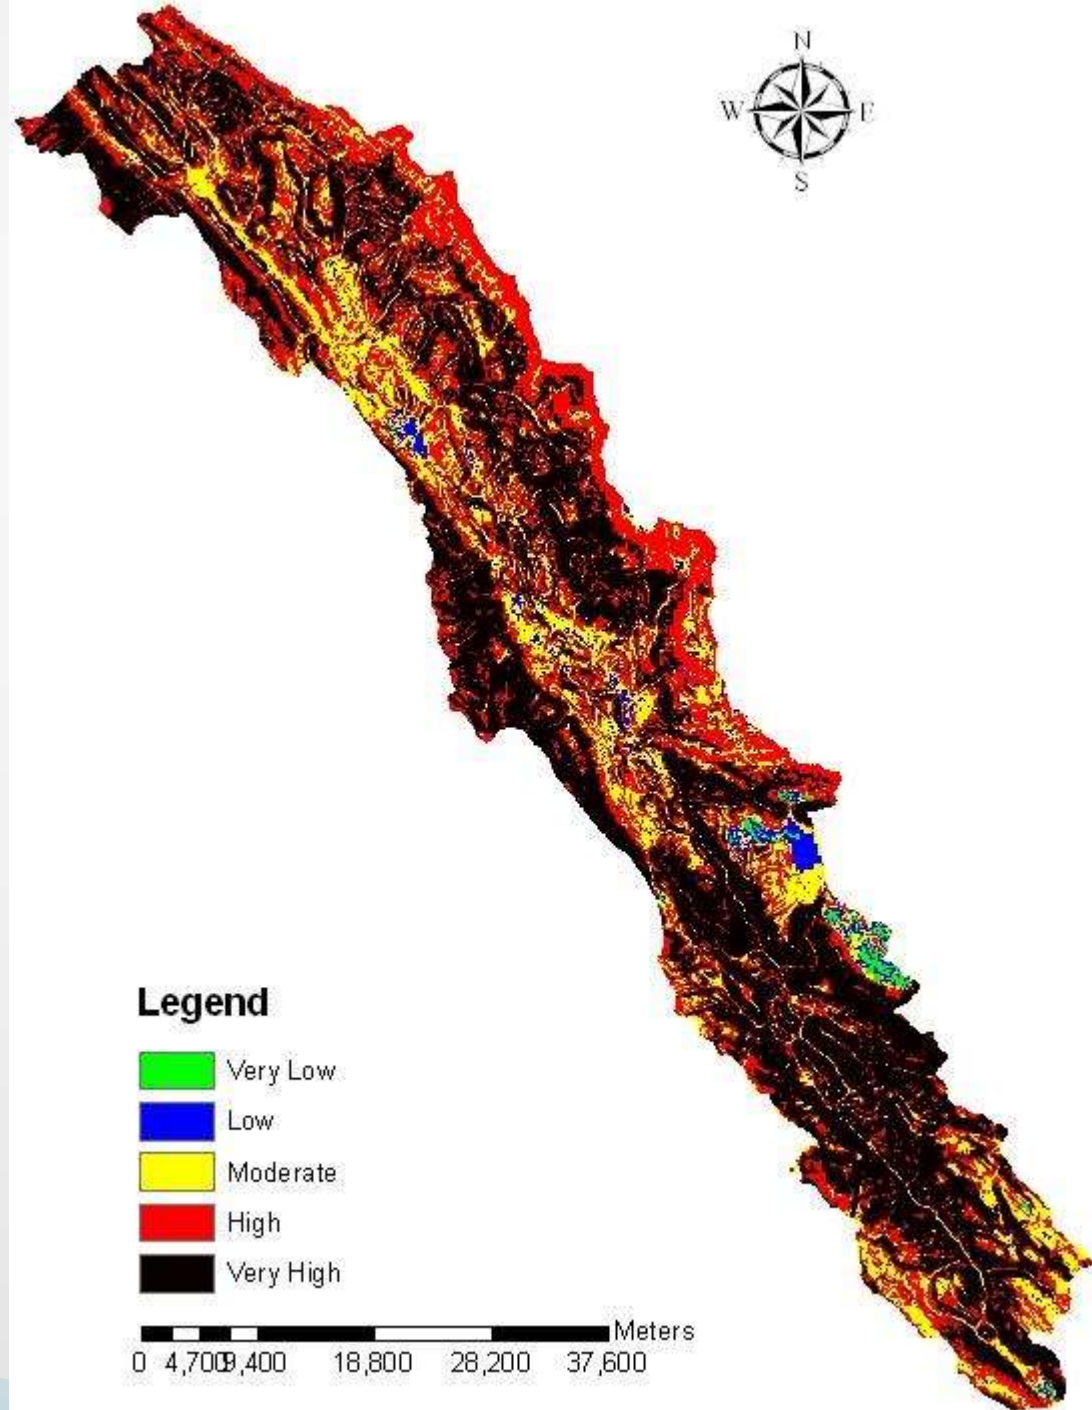 N
W E
S
Legend
Very Low
Low
Moderate
High
Very High
Meters
0 4,700 9,400 18,800 28,200 37,600